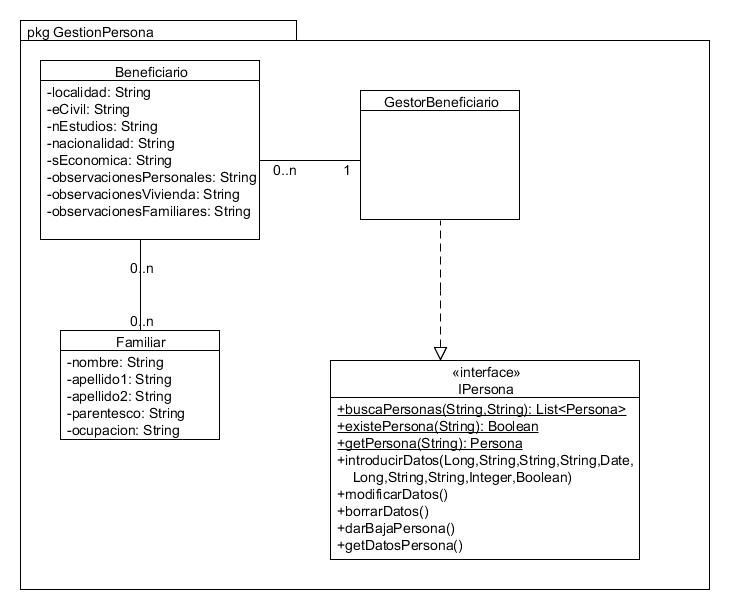 pkg GestionPersona
Beneficiario
-localidad: String
-eCivil: String
-nEstudios: String
-nacionalidad: String
-sEconomica: String
-observacionesPersonales: String
-observacionesVivienda: String
-observacionesFamiliares: String
GestorBeneficiario
0..n
1
0..n
0..n
Familiar
-nombre: String
-apellido1: String
-apellido2: String
-parentesco: String
-ocupacion: String
«interface»
IPersona
+buscaPersonas(String,String): List<Persona>
+existePersona(String): Boolean
+getPersona(String): Persona
+introducirDatos(Long,String,String,String,Date,
Long,String,String,Integer,Boolean)
+modificarDatos()
+borrarDatos()
+darBajaPersona()
+getDatosPersona()